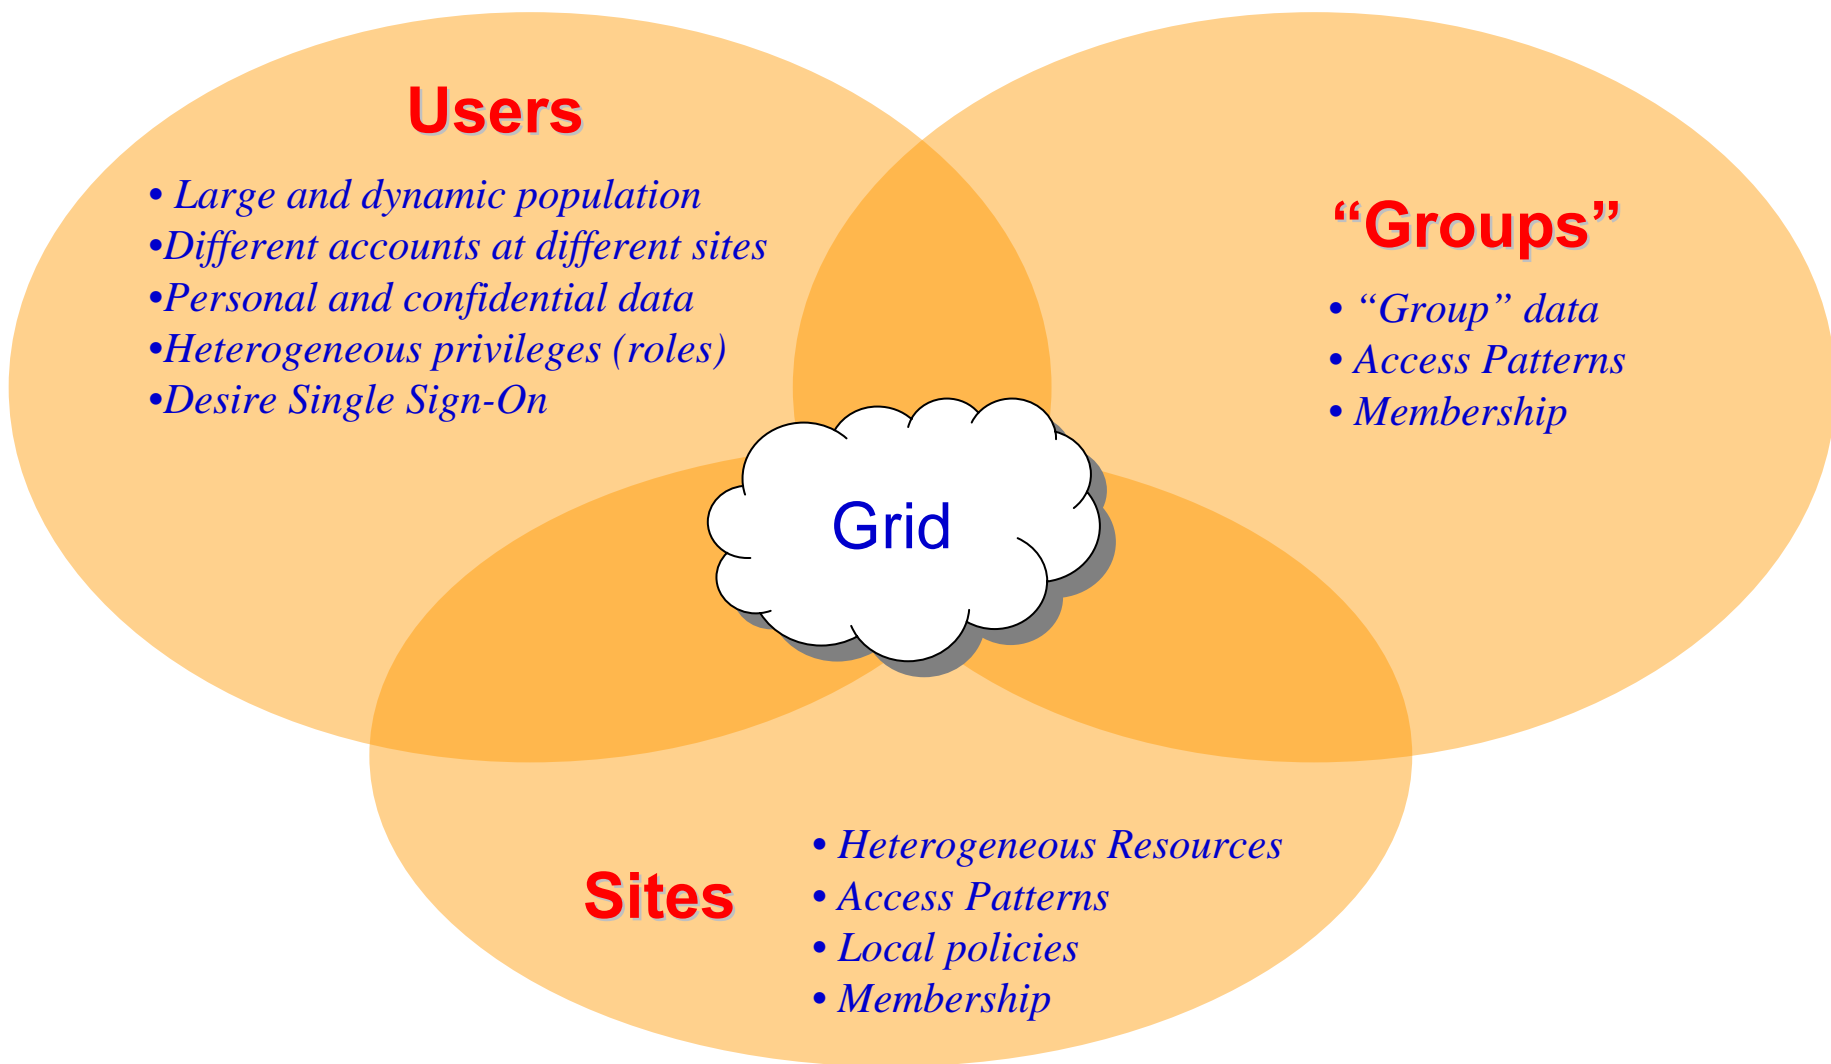 Users
• Large and dynamic population
•Different accounts at different sites
•Personal and confidential data
•Heterogeneous privileges (roles)
•Desire Single Sign-On
“Groups”
• “Group” data
• Access Patterns
• Membership
Grid
Sites
• Heterogeneous Resources
• Access Patterns
• Local policies
• Membership